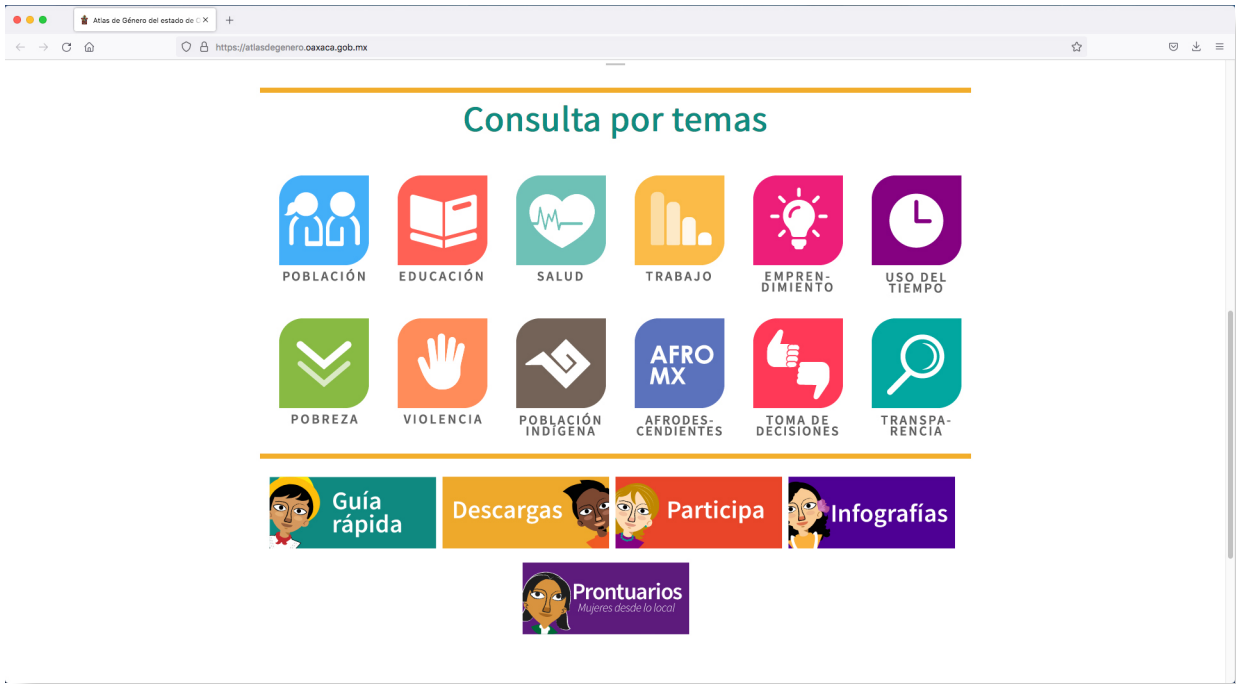 Atlas de Género del estado de
https://atlasdegenero.oaxaca.gob.mx
Consulta por temas
POBLACIÓN
EDUCACIÓN
SALUD
TRABAJO
EMPREN-
DIMIENTO
USO DEL
TIEMPO
AFRO
MX
POBREZA
VIOLENCIA
POBLACIÓN
INDÍGENA
AFRODES-
CENDIENTES
TOMA DE
DECISIONES
TRANSPA-
RENCIA
Guía
rápida
Descargas
Participa
Infografías
Prontuarios
Mujeres desde lo local